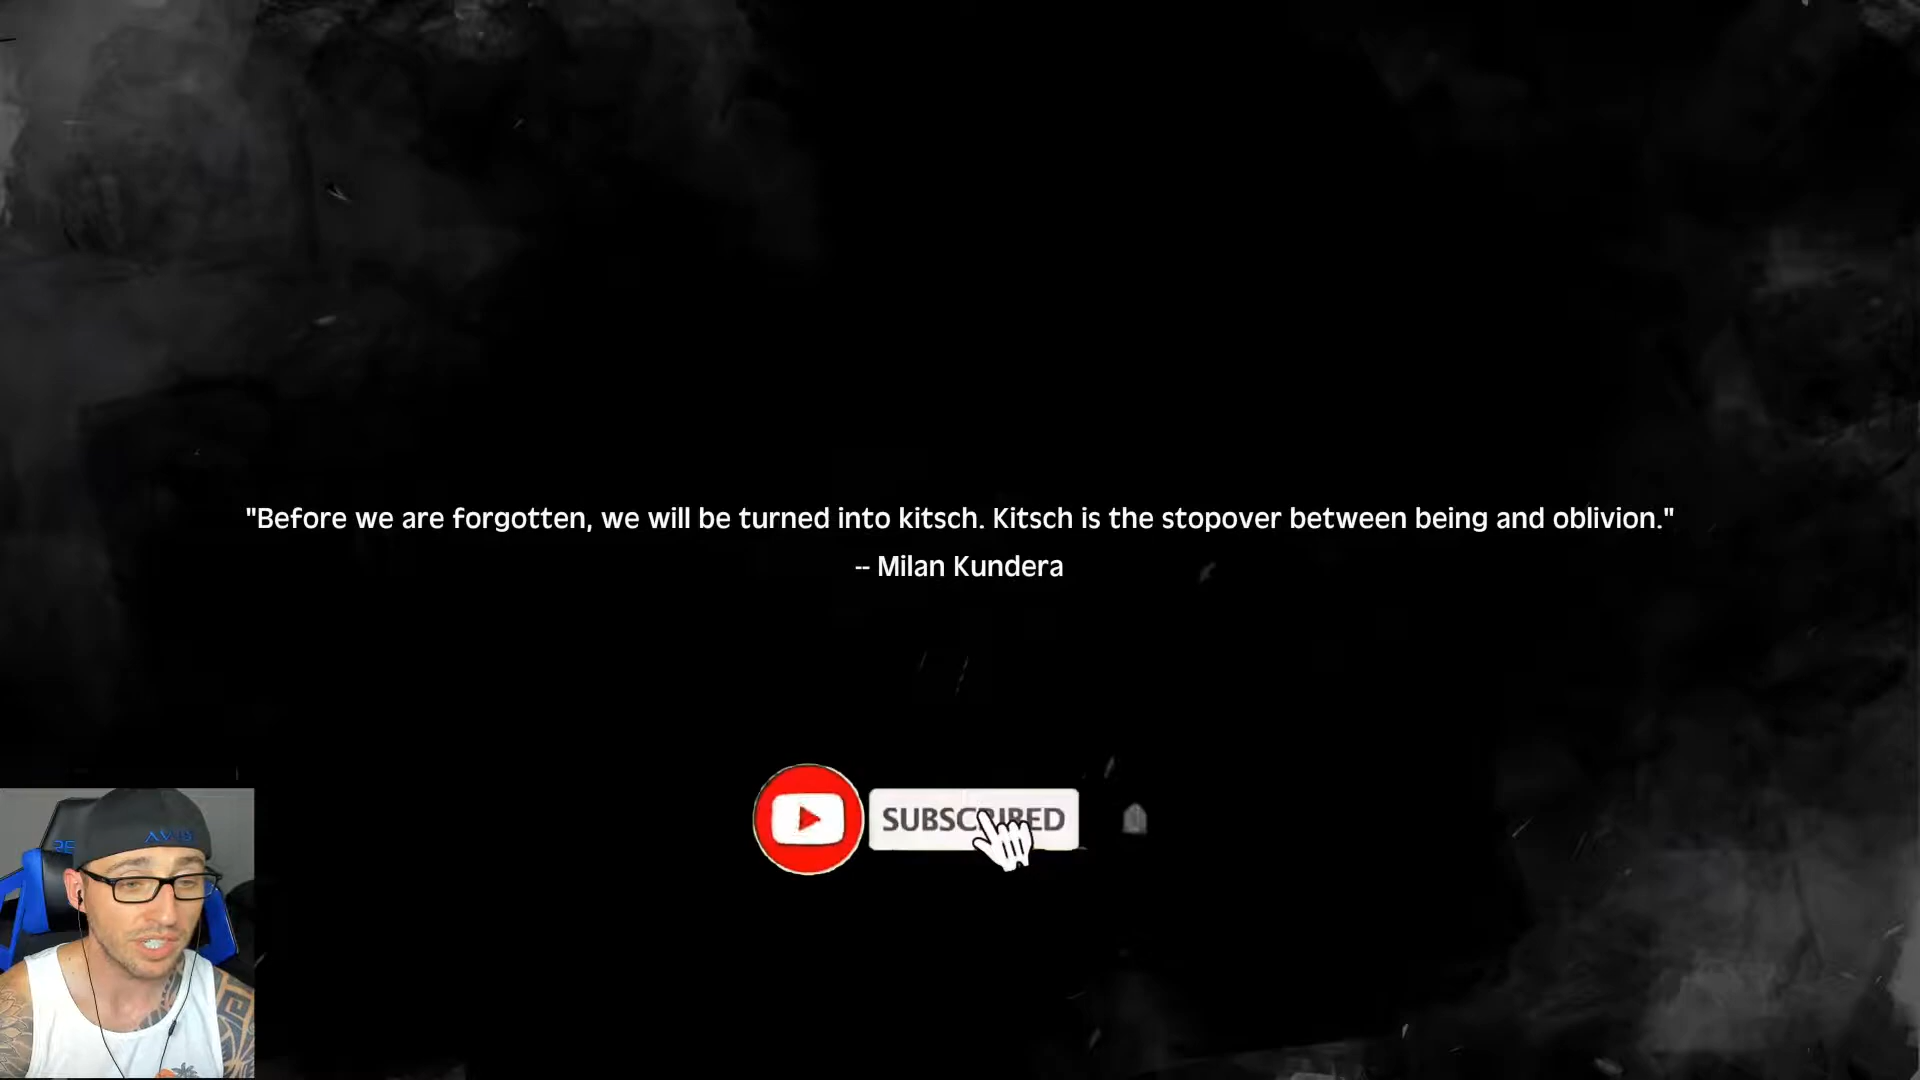 "Before we are forgotten, we will be turned into kitsch. Kitsch is the stopover between being and oblivion."
-- Milan Kundera
SUBSCRIBED